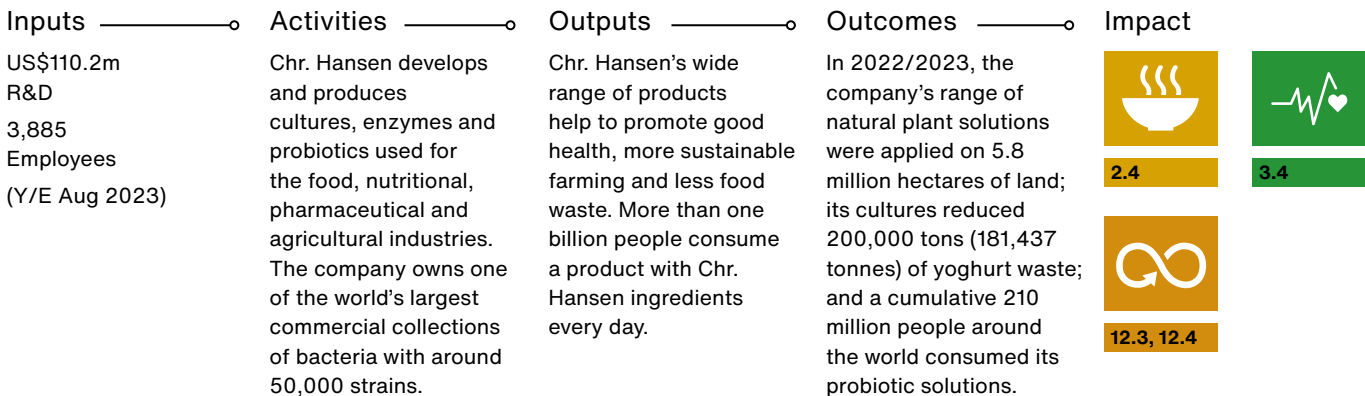 Inputs
US$110.2m
R&D
3,885
Employees
(Y/E Aug 2023)
Activities
Chr. Hansen develops
and produces
cultures, enzymes and
probiotics used for
the food, nutritional,
pharmaceutical and
agricultural industries.
The company owns one
of the world’s largest
commercial collections
of bacteria with around
50,000 strains.
Outputs
Chr. Hansen’s wide
range of products
help to promote good
health, more sustainable
farming and less food
waste. More than one
billion people consume
a product with Chr.
Hansen ingredients
every day.
Outcomes
In 2022/2023, the
company’s range of
natural plant solutions
were applied on 5.8
million hectares of land;
its cultures reduced
200,000 tons (181,437
tonnes) of yoghurt waste;
and a cumulative 210
million people around
the world consumed its
probiotic solutions.
Impact
2.4
3.4
12.3, 12.4